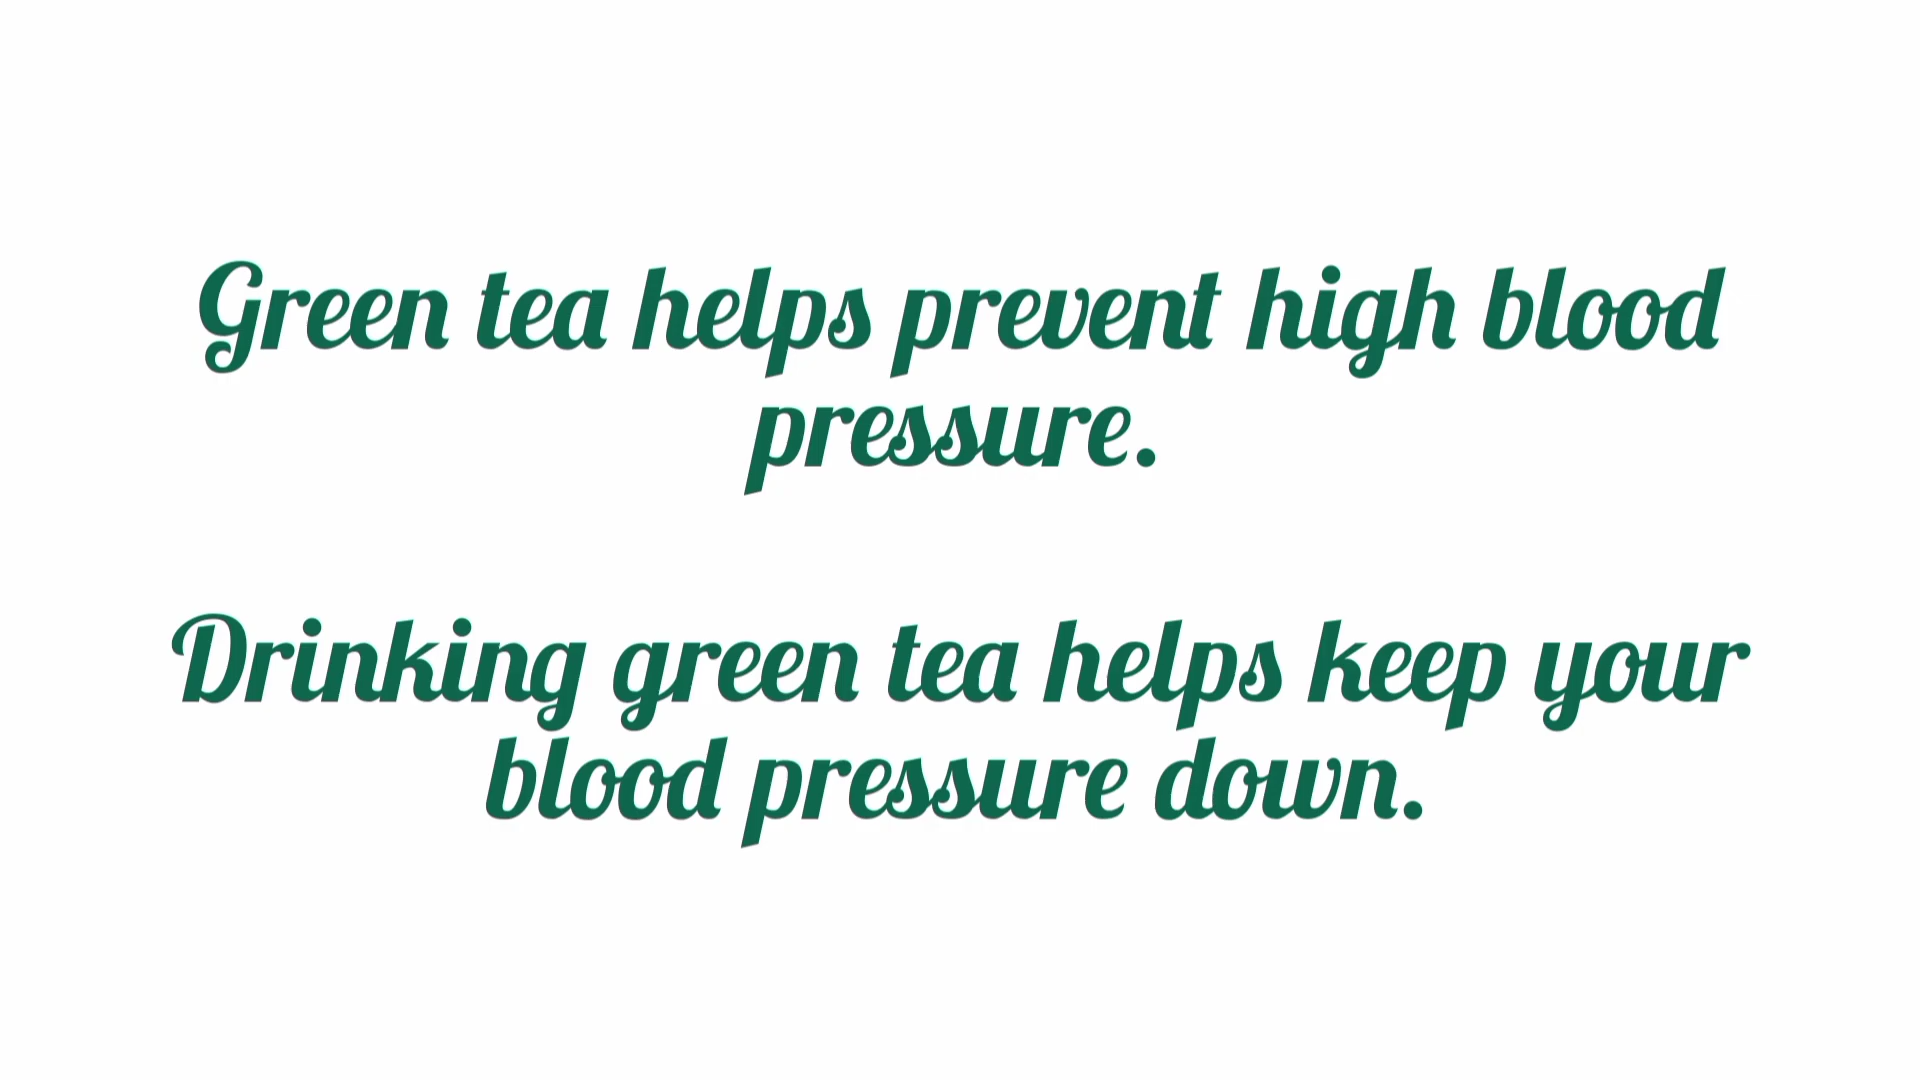 Green tea helps prevent high blood
pressure.
Drinking green tea helps keep your
blood pressure down.